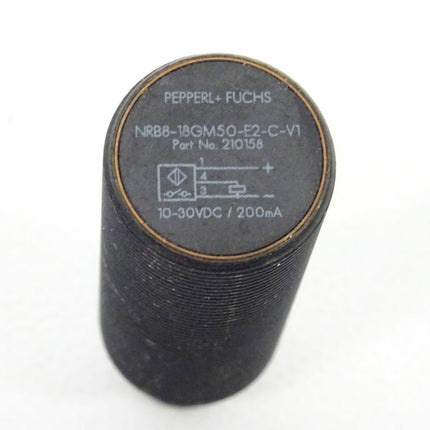 PEPPERL+ FUCHS
NRB8-18GM50-E2-C-V1
Part No. 210158
1 +
4
3 −
10-30VDC / 200mA